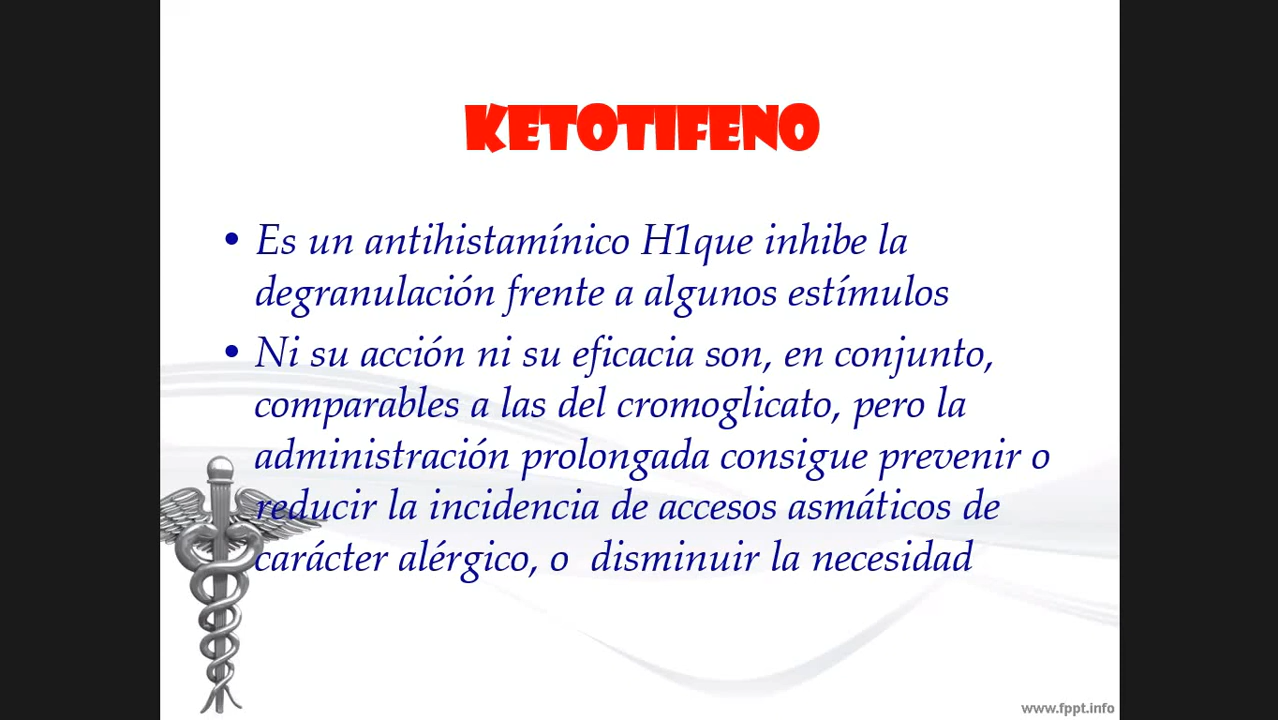 KETOTIFENO
• Es un antihistamínico H1que inhibe la
degranulación frente a algunos estímulos
• Ni su acción ni su eficacia son, en conjunto,
comparables a las del cromoglicato, pero la
administración prolongada consigue prevenir o
reducir la incidencia de accesos asmáticos de
carácter alérgico, o  disminuir la necesidad
www.fppt.info